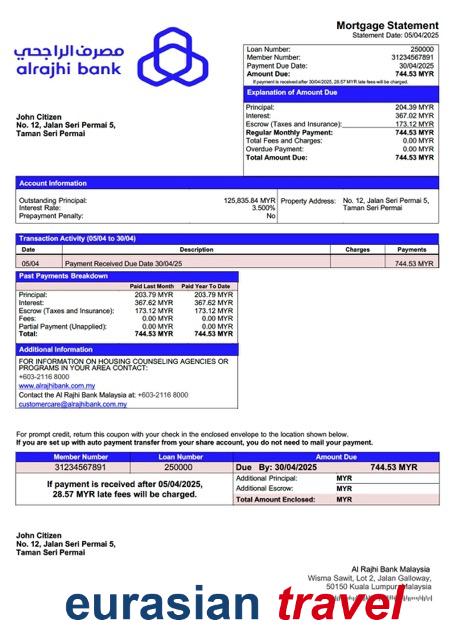 Mortgage Statement
Statement Date: 05/04/2025
مصرف الراجحي
alrajhi bank
Loan Number: 250000
Member Number: 31234567891
Payment Due Date: 30/04/2025
Amount Due: 744.53 MYR
If payment is received after 30/04/2025, 28.57 MYR late fees will be charged.
Explanation of Amount Due
Principal: 204.39 MYR
Interest: 367.02 MYR
Escrow (Taxes and Insurance): 173.12 MYR
Regular Monthly Payment: 744.53 MYR
Total Fees and Charges: 0.00 MYR
Overdue Payment: 0.00 MYR
Total Amount Due: 744.53 MYR
John Citizen
No. 12, Jalan Seri Permai 5,
Taman Seri Permai
Account Information
Outstanding Principal: 125,835.84 MYR Property Address: No. 12, Jalan Seri Permai 5,
Interest Rate: 3.500% Taman Seri Permai
Prepayment Penalty: No
Transaction Activity (05/04 to 30/04)
Date Description Charges Payments
05/04 Payment Received Due Date 30/04/25 744.53 MYR
Past Payments Breakdown
Paid Last Month Paid Year To Date
Principal: 203.79 MYR 203.79 MYR
Interest: 367.62 MYR 367.62 MYR
Escrow (Taxes and Insurance): 173.12 MYR 173.12 MYR
Fees: 0.00 MYR 0.00 MYR
Partial Payment (Unapplied): 0.00 MYR 0.00 MYR
Total: 744.53 MYR 744.53 MYR
Additional Information
FOR INFORMATION ON HOUSING COUNSELING AGENCIES OR
PROGRAMS IN YOUR AREA CONTACT:
+603-2116 8000
www.alrajhibank.com.my
Contact the Al Rajhi Bank Malaysia at: +603-2116 8000
customercare@alrajhibank.com.my
For prompt credit, return this coupon with your check in the enclosed envelope to the location shown below.
If you are set up with auto payment transfer from your share account, you do not need to mail your payment.
Member Number Loan Number Amount Due
31234567891 250000 Due By: 30/04/2025 744.53 MYR
If payment is received after 05/04/2025,
28.57 MYR late fees will be charged.
Additional Principal: MYR
Additional Escrow: MYR
Total Amount Enclosed: MYR
John Citizen
No. 12, Jalan Seri Permai 5,
Taman Seri Permai
Al Rajhi Bank Malaysia
Wisma Sawit, Lot 2, Jalan Galloway,
50150 Kuala Lumpur, Malaysia
eurasian travel